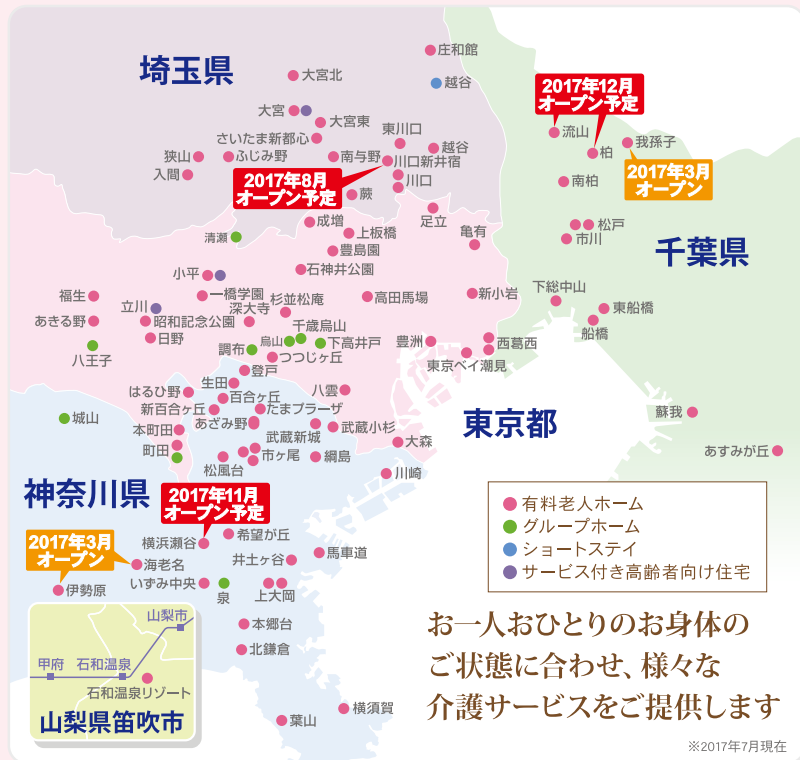 埼玉県
庄和館
大宮北
越谷
大宮
大宮東
さいたま新都心
東川口
狭山
ふじみ野
南与野
越谷
川口新井宿
入間
川口
2017年8月
オープン予定
蕨
2017年12月
オープン予定
流山
我孫子
柏
2017年3月
オープン
南柏
松戸
市川
千葉県
下総中山
東船橋
船橋
蘇我
あすみが丘
足立
成増
上板橋
亀有
清瀬
豊島園
石神井公園
小平
一橋学園
杉並松庵
高田馬場
新小岩
福生
立川
深大寺
あきる野
昭和記念公園
千歳烏山
日野
烏山
下高井戸
豊洲
西葛西
八王子
調布
つつじヶ丘
東京ベイ潮見
登戸
生田
はるひ野
百合ヶ丘
八雲
新百合ヶ丘
たまプラーザ
城山
あざみ野
武蔵小杉
東京都
本町田
武蔵新城
大森
町田
市ヶ尾
綱島
松風台
川崎
神奈川県
2017年11月
オープン予定
希望が丘
横浜瀬谷
2017年3月
オープン
井土ヶ谷
馬車道
海老名
伊勢原
いずみ中央
泉
上大岡
本郷台
北鎌倉
横須賀
葉山
山梨市
甲府
石和温泉
石和温泉リゾート
山梨県笛吹市
有料老人ホーム
グループホーム
ショートステイ
サービス付き高齢者向け住宅
お一人おひとりのお身体の
ご状態に合わせ、様々な
介護サービスをご提供します
※2017年7月現在